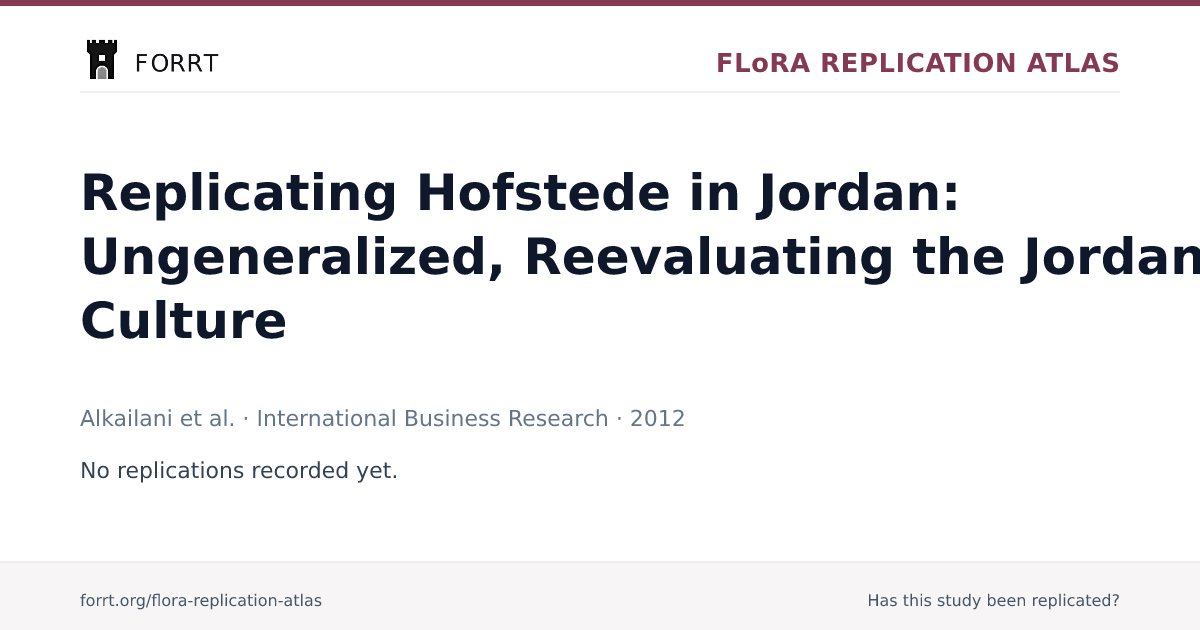 FORRT
FLoRA REPLICATION ATLAS
Replicating Hofstede in Jordan:
Ungeneralized, Reevaluating the Jordan
Culture
Alkailani et al. · International Business Research · 2012
No replications recorded yet.
forrt.org/flora-replication-atlas
Has this study been replicated?